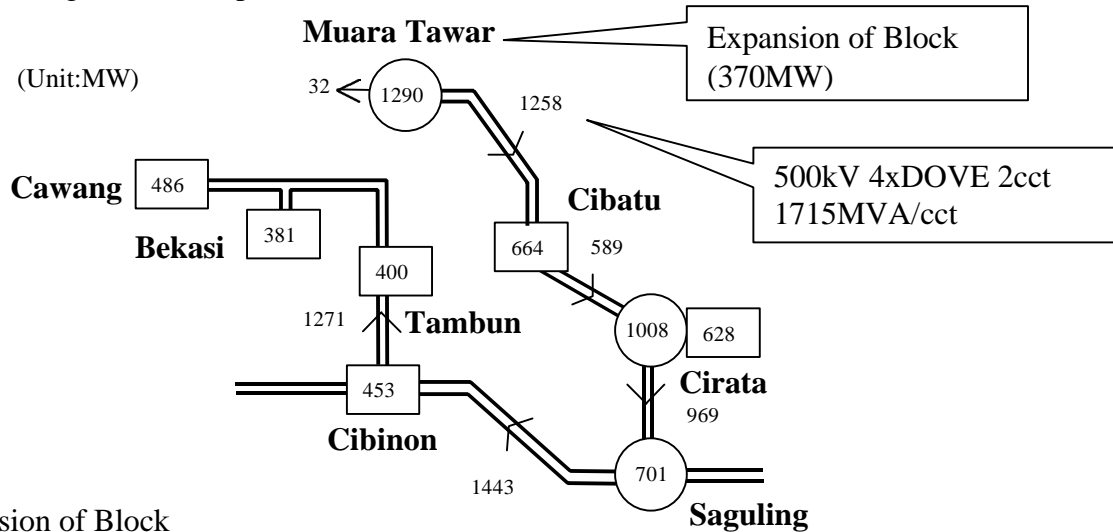 Muara Tawar
Expansion of Block
(370MW)
(Unit:MW)
32
1290
1258
500kV 4xDOVE 2cct
1715MVA/cct
Cawang
486
Cibatu
Bekasi
381
664
589
400
1271
Tambun
1008
628
Cirata
453
969
Cibinon
1443
701
Saguling
sion of Block